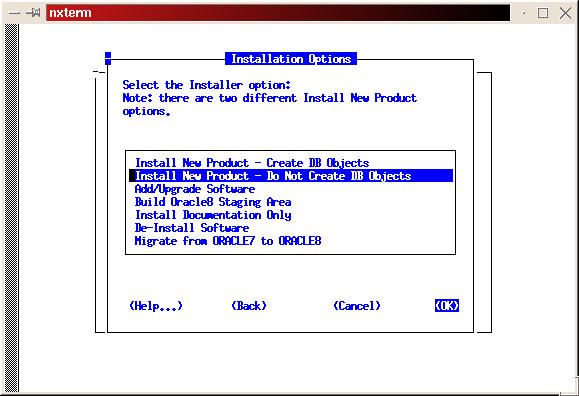 nxterm
Installation Options
Select the Installer option:
Note: there are two different Install New Product
options.
Install New Product - Create DB Objects
Install New Product - Do Not Create DB Objects
Add/Upgrade Software
Build Oracle8 Staging Area
Install Documentation Only
De-Install Software
Migrate from ORACLE7 to ORACLE8
(Help...) (Back) (Cancel) (OK)